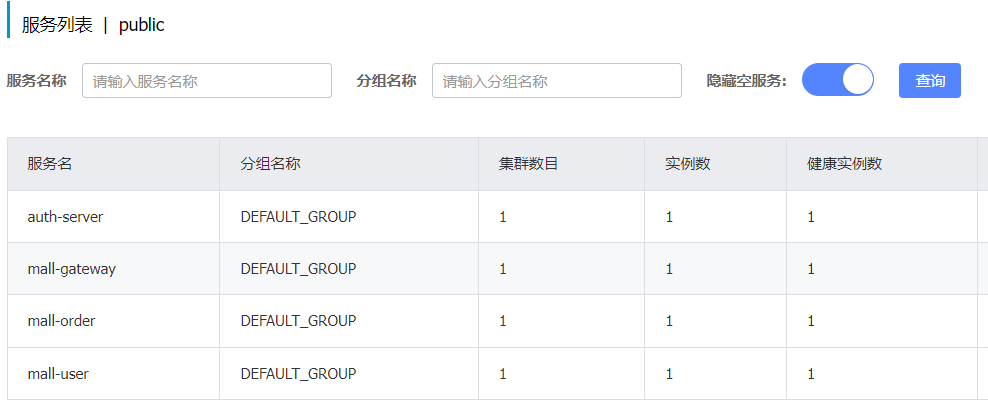 服务列表 | public
服务名称 请输入服务名称 分组名称 请输入分组名称 隐藏空服务: 查询
服务名 分组名称 集群数目 实例数 健康实例数
auth-server DEFAULT_GROUP 1 1 1
mall-gateway DEFAULT_GROUP 1 1 1
mall-order DEFAULT_GROUP 1 1 1
mall-user DEFAULT_GROUP 1 1 1